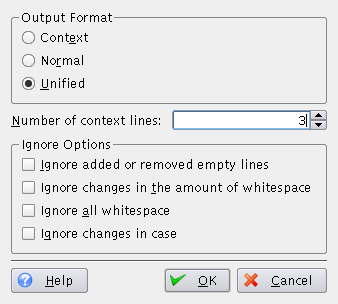 Output Format
Context
Normal
Unified
Number of context lines: 3
Ignore Options
Ignore added or removed empty lines
Ignore changes in the amount of whitespace
Ignore all whitespace
Ignore changes in case
Help OK Cancel